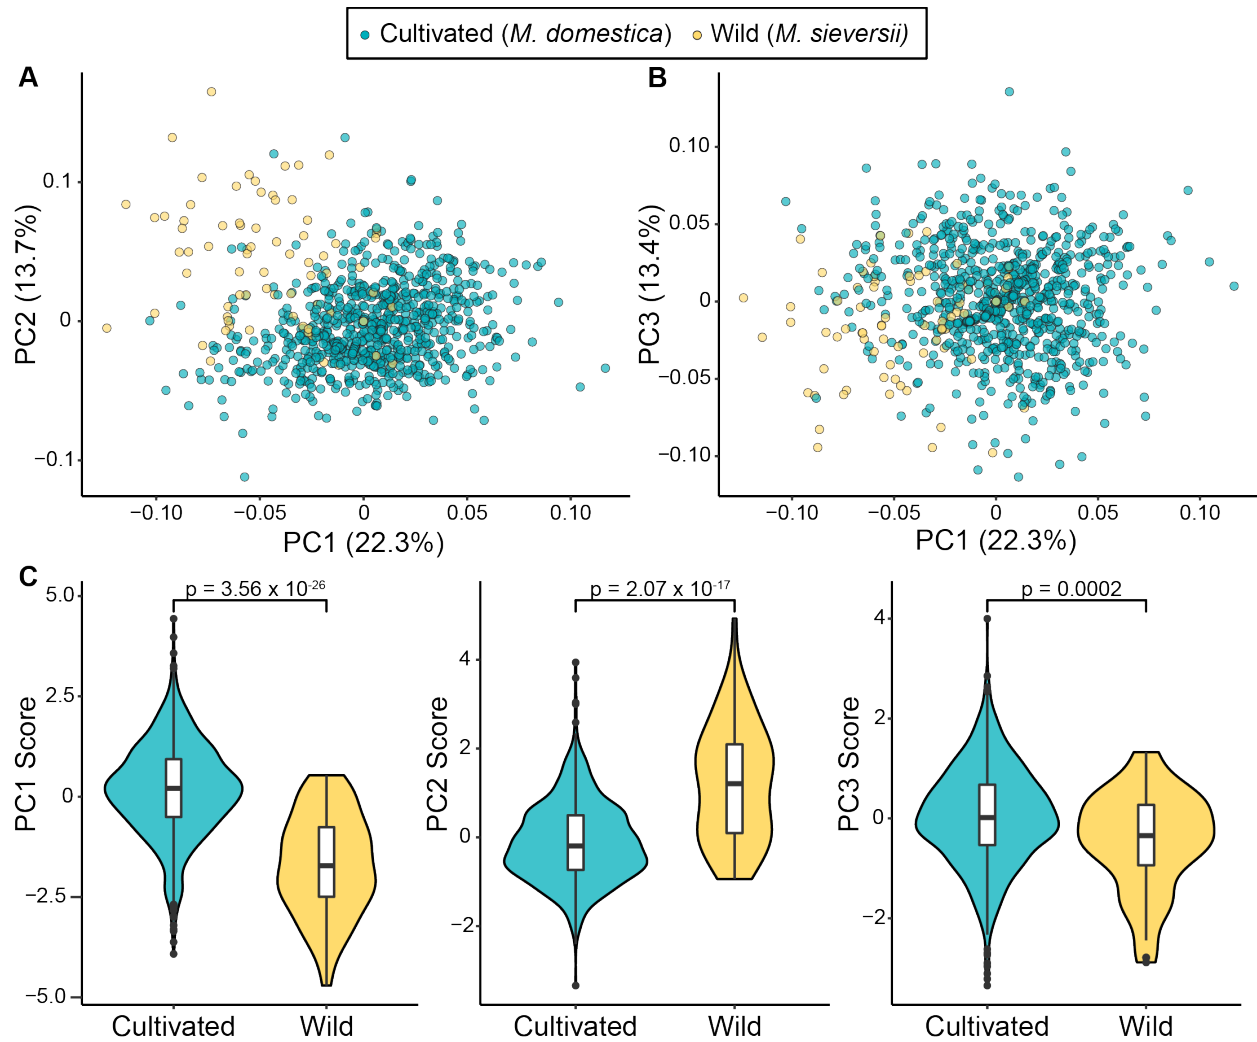 Cultivated (M. domestica) Wild (M. sieversii)
A
B
0.1
0
−0.1
PC2 (13.7%)
−0.10 −0.05 0 0.05 0.10
PC1 (22.3%)
0.10
0.05
0
−0.05
−0.10
PC3 (13.4%)
−0.10 −0.05 0 0.05 0.10
PC1 (22.3%)
C
p = 3.56 x 10-26
5.0
2.5
0
−2.5
−5.0
PC1 Score
Cultivated Wild
p = 2.07 x 10-17
4
2
0
−2
PC2 Score
Cultivated Wild
p = 0.0002
4
2
0
−2
PC3 Score
Cultivated Wild